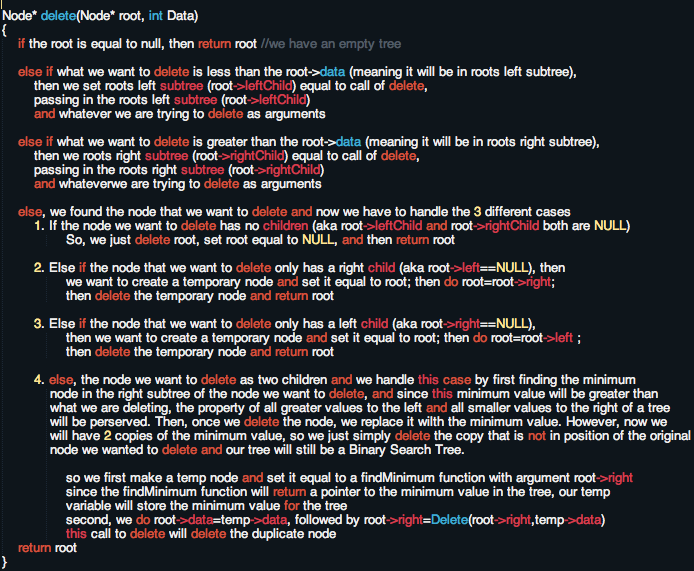 Node* delete(Node* root, int Data)
{
if the root is equal to null, then return root //we have an empty tree
else if what we want to delete is less than the root->data (meaning it will be in roots left subtree),
then we set roots left subtree (root->leftChild) equal to call of delete,
passing in the roots left subtree (root->leftChild)
and whatever we are trying to delete as arguments
else if what we want to delete is greater than the root->data (meaning it will be in roots right subtree),
then we roots right subtree (root->rightChild) equal to call of delete,
passing in the roots right subtree (root->rightChild)
and whateverwe are trying to delete as arguments
else, we found the node that we want to delete and now we have to handle the 3 different cases
1. If the node we want to delete has no children (aka root->leftChild and root->rightChild both are NULL)
So, we just delete root, set root equal to NULL, and then return root
2. Else if the node that we want to delete only has a right child (aka root->left==NULL), then
we want to create a temporary node and set it equal to root; then do root=root->right;
then delete the temporary node and return root
3. Else if the node that we want to delete only has a left child (aka root->right==NULL),
then we want to create a temporary node and set it equal to root; then do root=root->left ;
then delete the temporary node and return root
4. else, the node we want to delete as two children and we handle this case by first finding the minimum
node in the right subtree of the node we want to delete, and since this minimum value will be greater than
what we are deleting, the property of all greater values to the left and all smaller values to the right of a tree
will be perserved. Then, once we delete the node, we replace it wilth the minimum value. However, now we
will have 2 copies of the minimum value, so we just simply delete the copy that is not in position of the original
node we wanted to delete and our tree will still be a Binary Search Tree.
so we first make a temp node and set it equal to a findMinimum function with argument root->right
since the findMinimum function will return a pointer to the minimum value in the tree, our temp
variable will store the minimum value for the tree
second, we do root->data=temp->data, followed by root->right=Delete(root->right,temp->data)
this call to delete will delete the duplicate node
return root
}